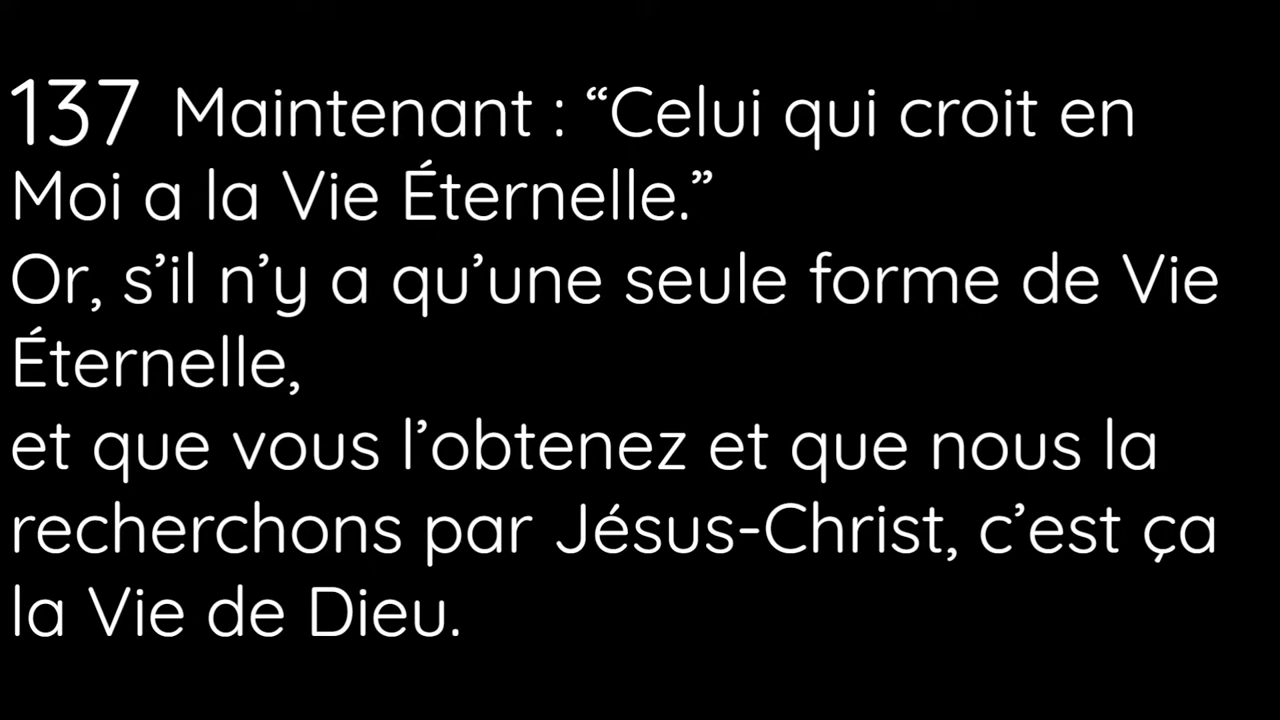 137 Maintenant : “Celui qui croit en
Moi a la Vie Éternelle.”
Or, s’il n’y a qu’une seule forme de Vie
Éternelle,
et que vous l’obtenez et que nous la
recherchons par Jésus-Christ, c’est ça
la Vie de Dieu.